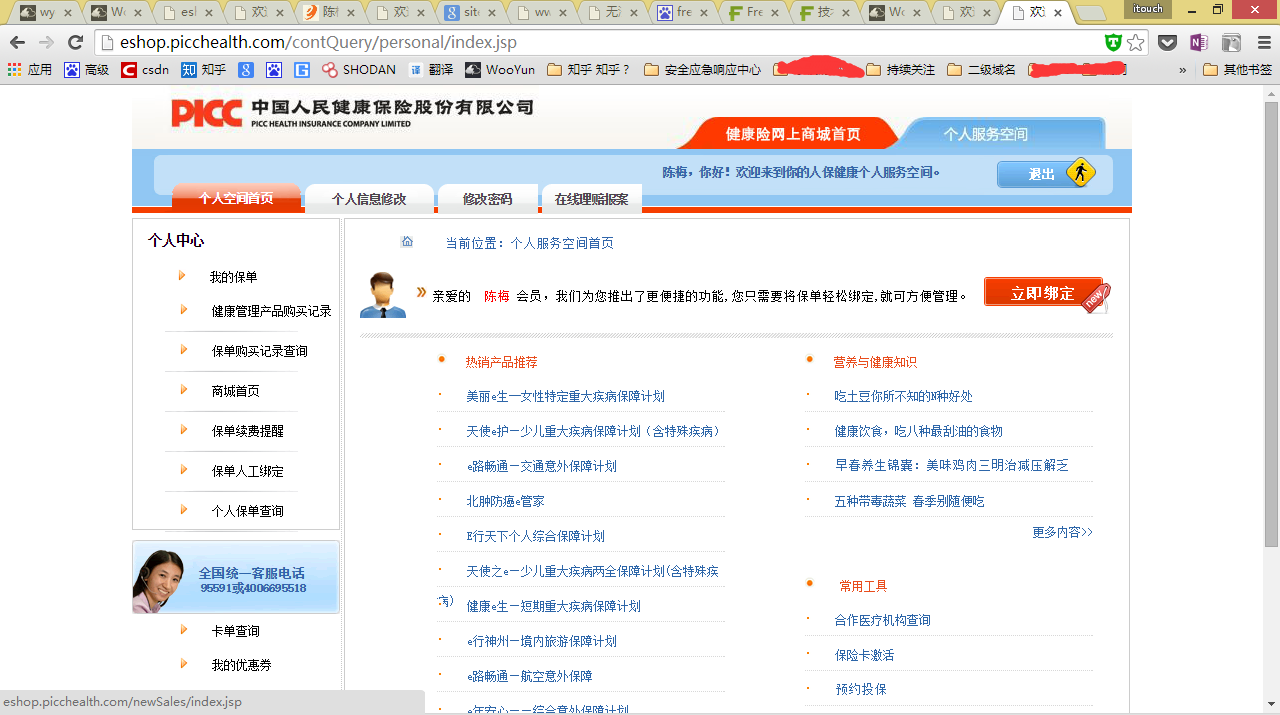 wy
Wo
esl
欢
陈
欢
site
ww
无
fre
Fre
技
Wo
欢
欢
itouch
eshop.picchealth.com/contQuery/personal/index.jsp
应用 高级 csdn 知乎 SHODAN 翻译 WooYun 知乎 知乎？ 安全应急响应中心 持续关注 二级域名 » 其他书签
PICC 中国人民健康保险股份有限公司
PICC HEALTH INSURANCE COMPANY LIMITED
健康险网上商城首页 个人服务空间
陈梅，你好！欢迎来到你的人保健康个人服务空间。 退出
个人空间首页 个人信息修改 修改密码 在线理赔报案
个人中心
我的保单
健康管理产品购买记录
保单购买记录查询
商城首页
保单续费提醒
保单人工绑定
个人保单查询
全国统一客服电话
95591或4006695518
卡单查询
我的优惠券
当前位置：个人服务空间首页
亲爱的 陈梅 会员，我们为您推出了更便捷的功能,您只需要将保单轻松绑定,就可方便管理。 立即绑定 new
热销产品推荐
美丽e生—女性特定重大疾病保障计划
天使e护—少儿重大疾病保障计划（含特殊疾病）
e路畅通—交通意外保障计划
北肿防癌e管家
E行天下个人综合保障计划
天使之e—少儿重大疾病两全保障计划(含特殊疾
病)
健康e生—短期重大疾病保障计划
e行神州—境内旅游保障计划
e路畅通—航空意外保障
e年安心——综合意外保障计划
营养与健康知识
吃土豆你所不知的N种好处
健康饮食，吃八种最刮油的食物
早春养生锦囊：美味鸡肉三明治减压解乏
五种带毒蔬菜 春季别随便吃
更多内容>>
常用工具
合作医疗机构查询
保险卡激活
预约投保
eshop.picchealth.com/newSales/index.jsp